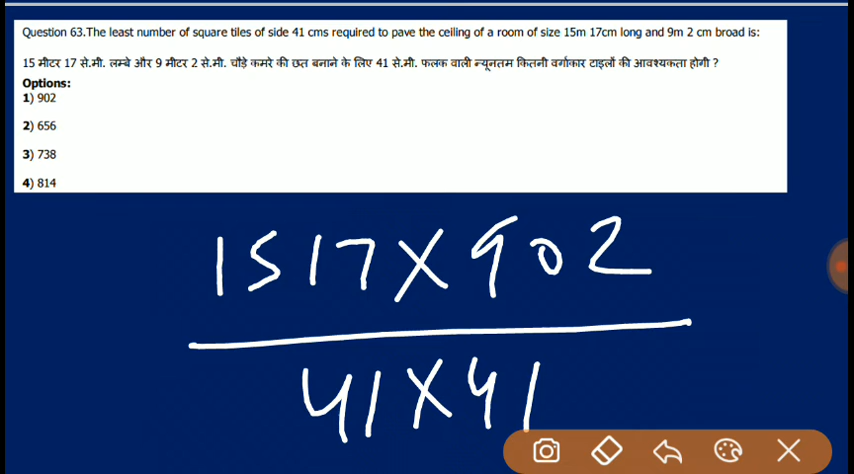 Question 63.The least number of square tiles of side 41 cms required to pave the ceiling of a room of size 15m 17cm long and 9m 2 cm broad is:
15 मीटर 17 से.मी. लम्बे और 9 मीटर 2 से.मी. चौड़े कमरे की छत बनाने के लिए 41 से.मी. फलक वाली न्यूनतम कितनी वर्गाकार टाइलों की आवश्यकता होगी ?
Options:
1) 902
2) 656
3) 738
4) 814
1517 X 902
41 X 41